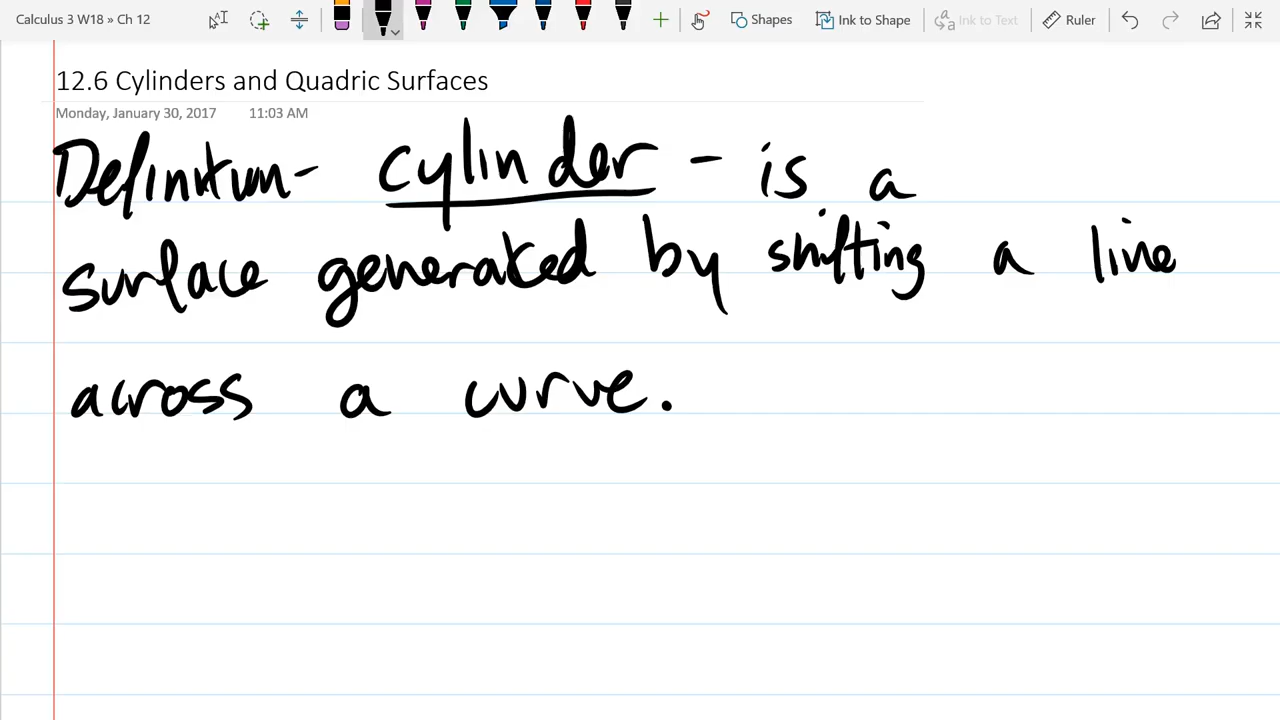 Calculus 3 W18 » Ch 12
Shapes
Ink to Shape
Ink to Text
Ruler
12.6 Cylinders and Quadric Surfaces
Monday, January 30, 2017 11:03 AM
Definition- cylinder - is a
surface generated by shifting a line
across a curve.